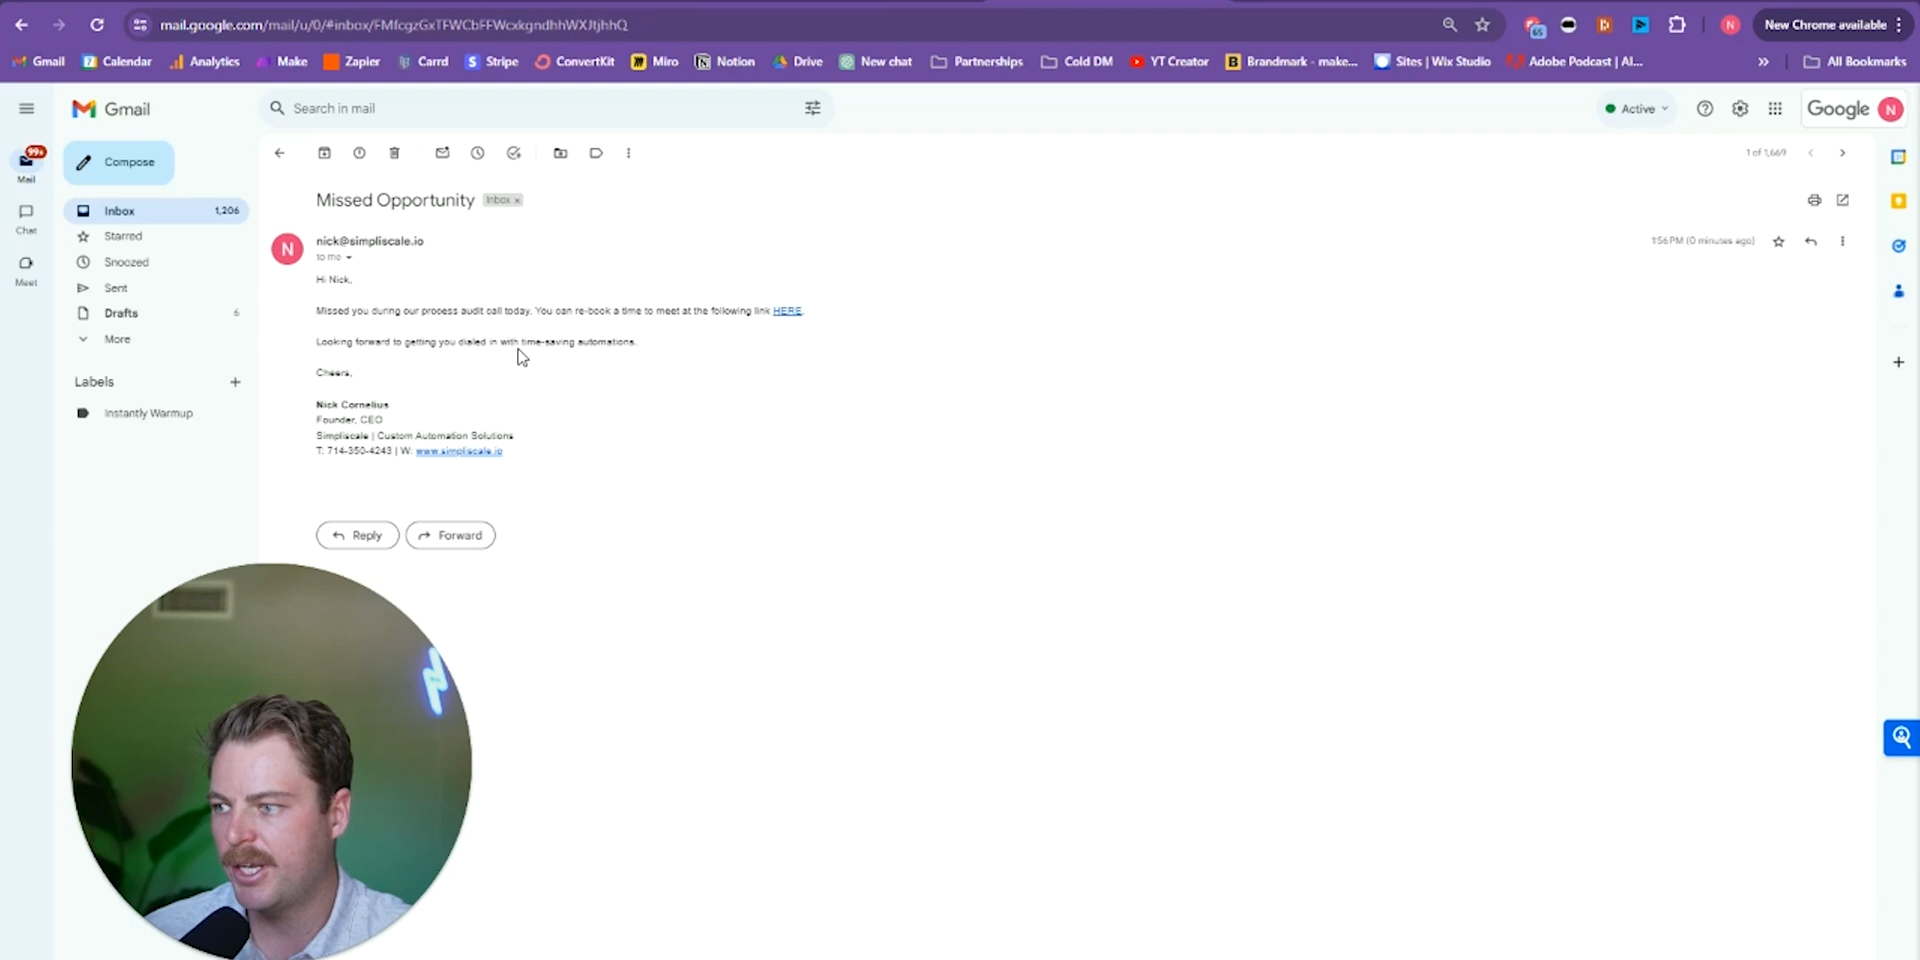 mail.google.com/mail/u/0/#inbox/FMfcgzGxTFWCbFFWcxkgndhhWXJtjhhQ
65
N
New Chrome available
Gmail
Calendar
Analytics
Make
Zapier
Carrd
Stripe
ConvertKit
Miro
Notion
Drive
New chat
Partnerships
Cold DM
YT Creator
Brandmark - make...
Sites | Wix Studio
Adobe Podcast | AI...
»
All Bookmarks
Gmail
Search in mail
Active
Google
N
99+
Mail
Chat
Meet
Compose
Inbox 1,206
Starred
Snoozed
Sent
Drafts 6
More
Labels
Instantly Warmup
1 of 1,669
Missed Opportunity Inbox x
N
nick@simpliscale.io
to me
1:56 PM (0 minutes ago)
Hi Nick,
Missed you during our process audit call today. You can re-book a time to meet at the following link HERE.
Looking forward to getting you dialed in with time-saving automations.
Cheers,
Nick Cornelius
Founder, CEO
Simpliscale | Custom Automation Solutions
T: 714-350-4243 | W: www.simpliscale.io
Reply
Forward